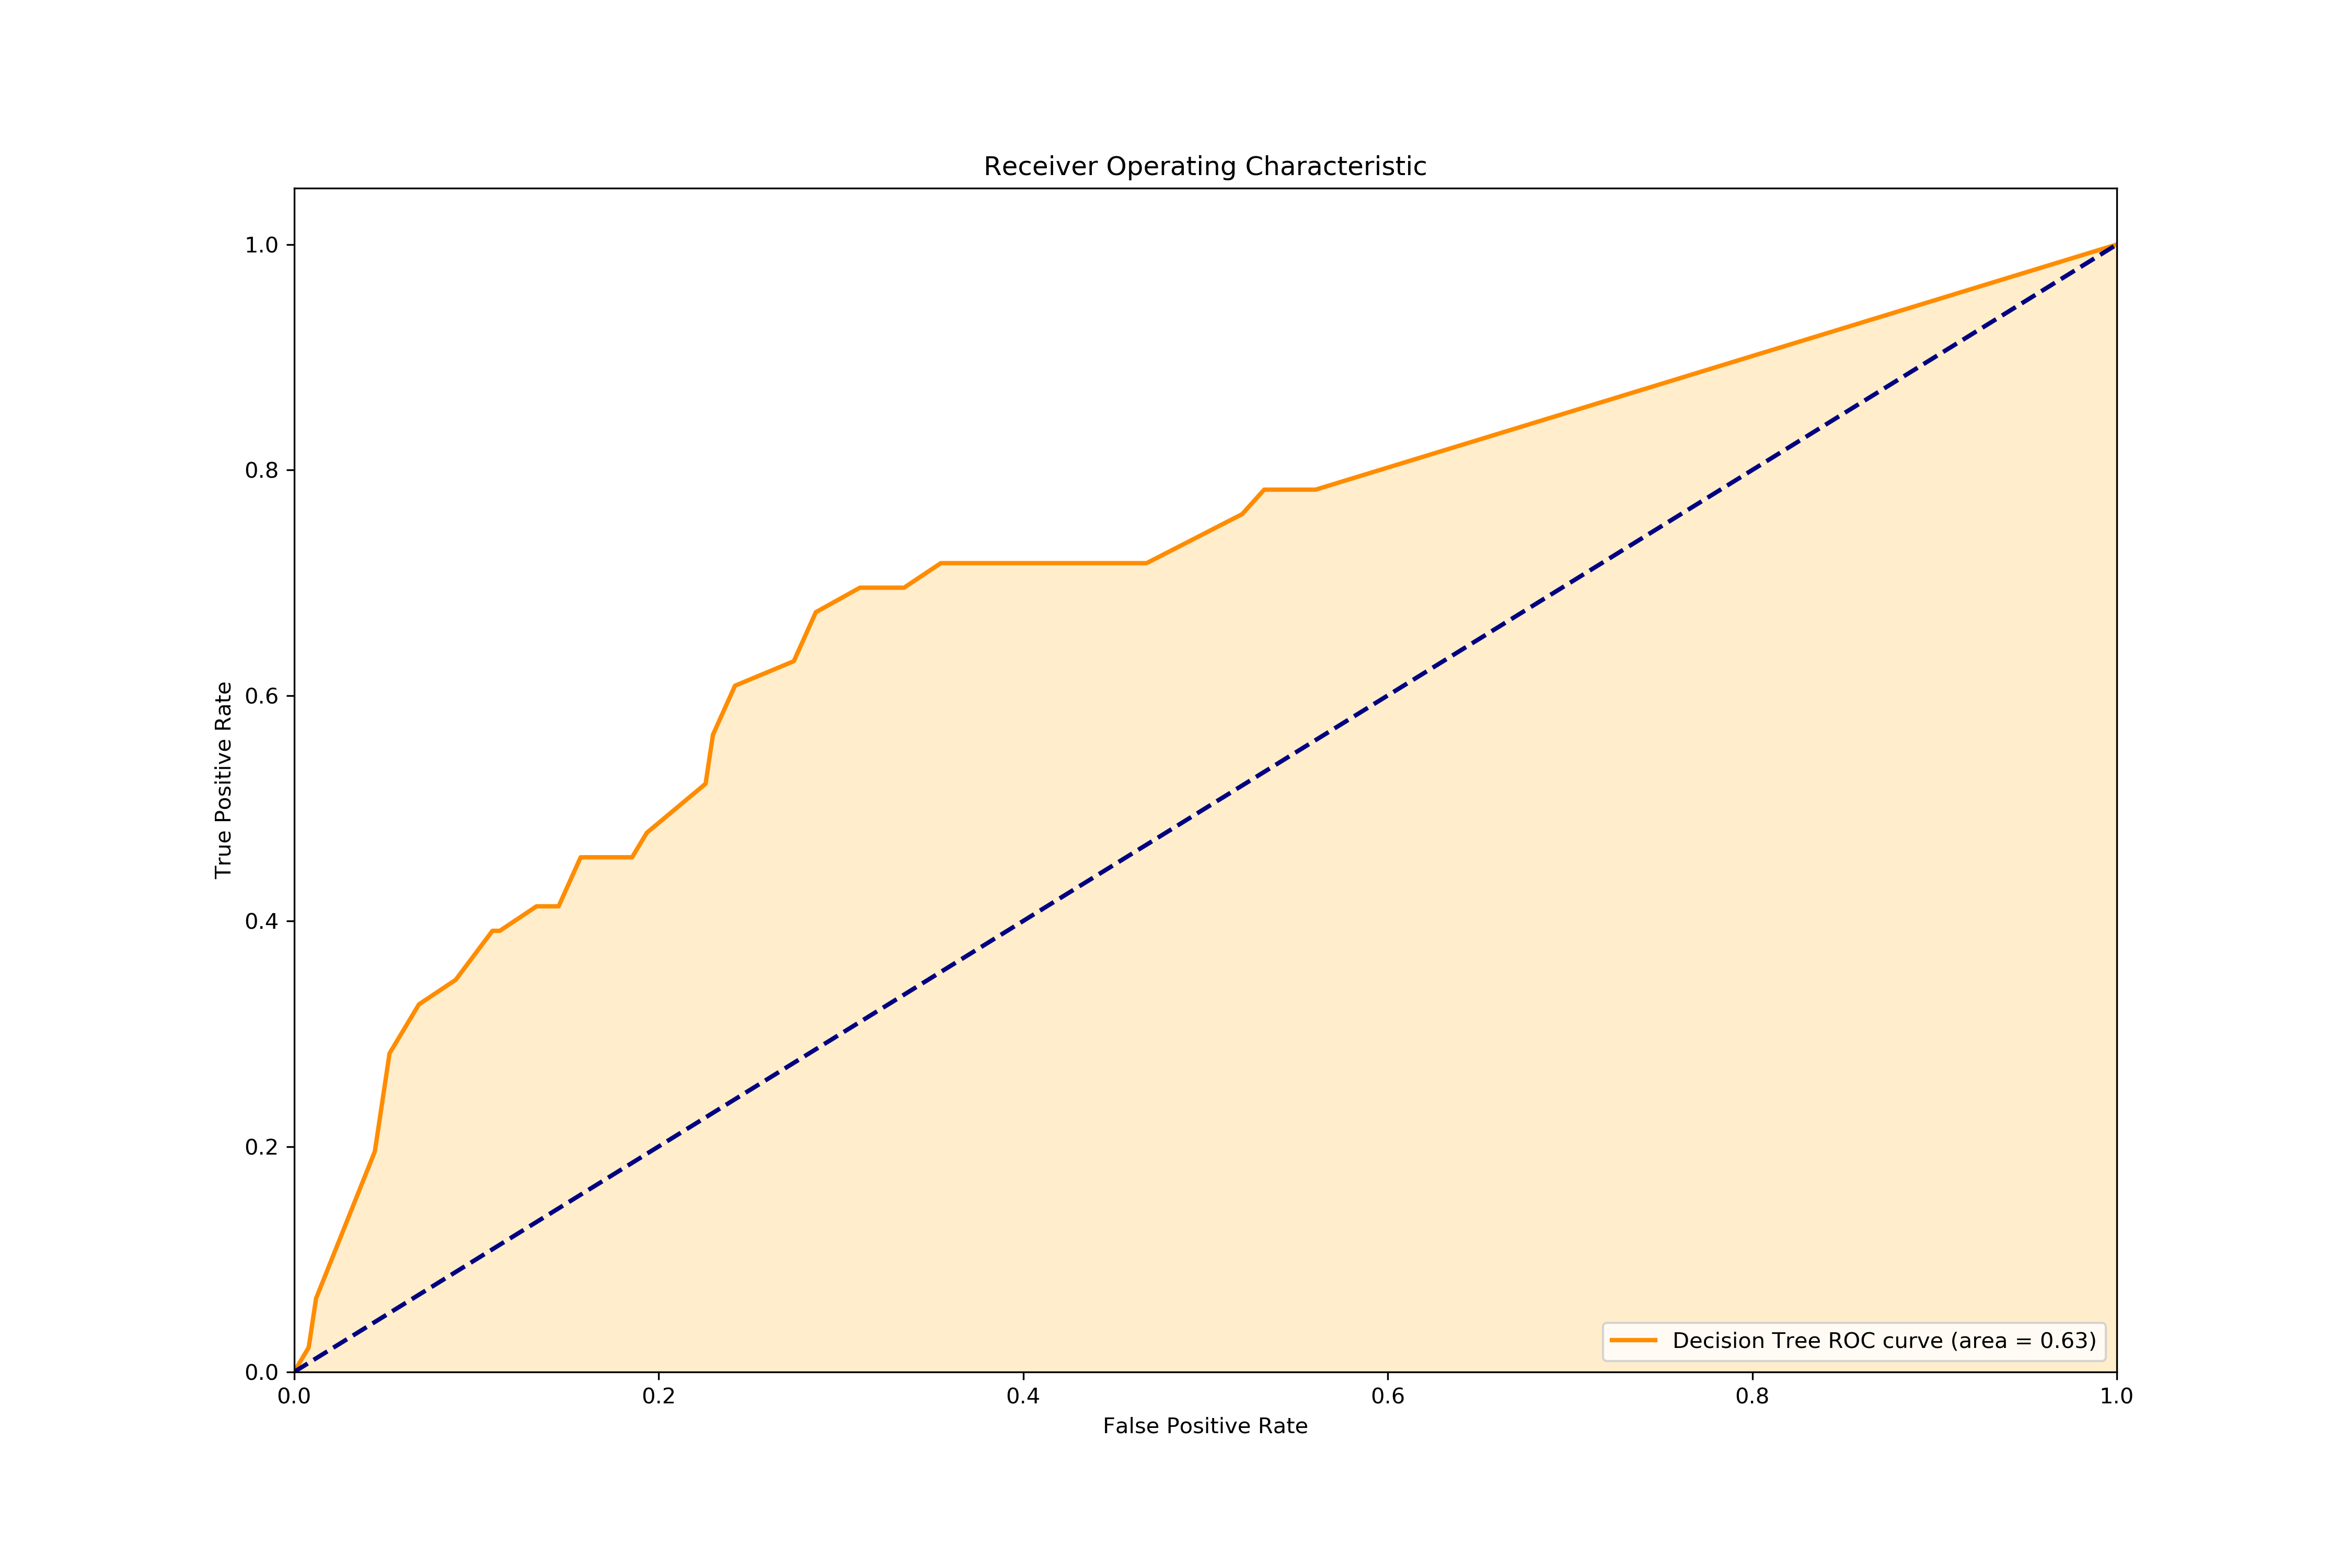 Receiver Operating Characteristic
1.0
0.8
0.6
0.4
0.2
0.0
True Positive Rate
Decision Tree ROC curve (area = 0.63)
0.0 0.2 0.4 0.6 0.8 1.0
False Positive Rate